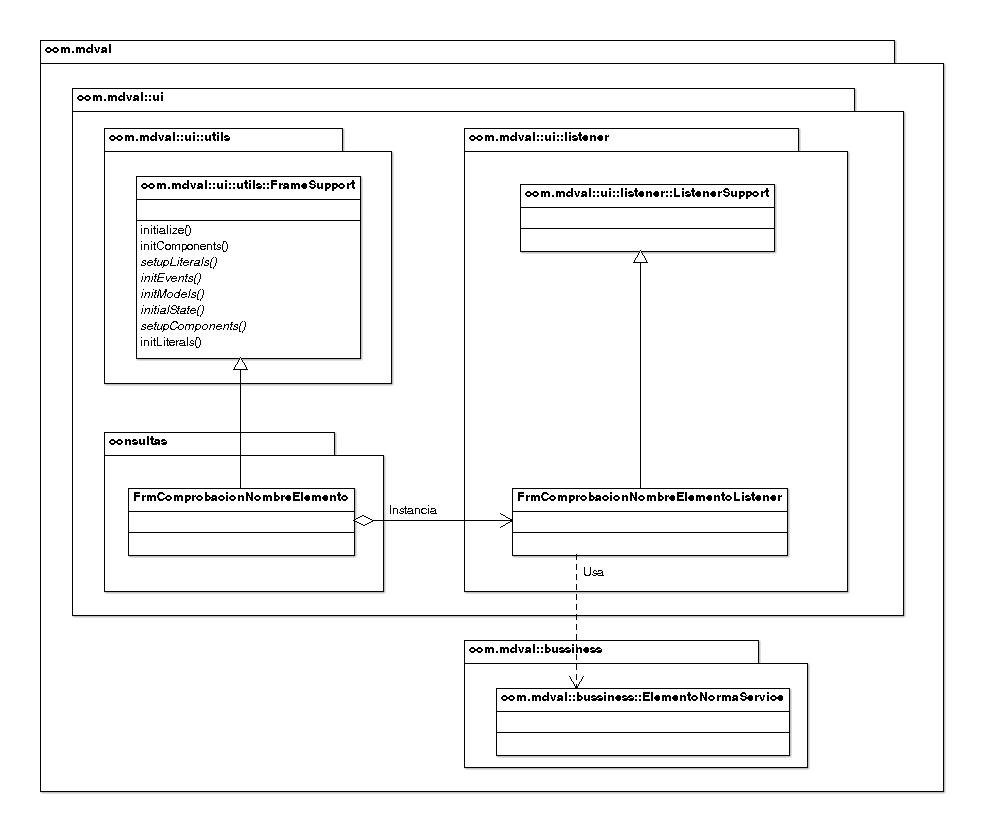 com.mdval
com.mdval::ui
com.mdval::ui::utils
com.mdval::ui::listener
com.mdval::ui::utils::FrameSupport
com.mdval::ui::listener::ListenerSupport
initialize()
initComponents()
setupLiterals()
initEvents()
initModels()
initialState()
setupComponents()
initLiterals()
consultas
FrmComprobacionNombreElemento
Instancia
FrmComprobacionNombreElementoListener
Usa
com.mdval::bussiness
com.mdval::bussiness::ElementoNormaService